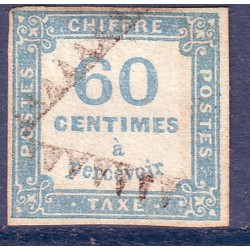 CHIFFRE
POSTES
60
CENTIMES
à
percevoir
POSTES
TAXE